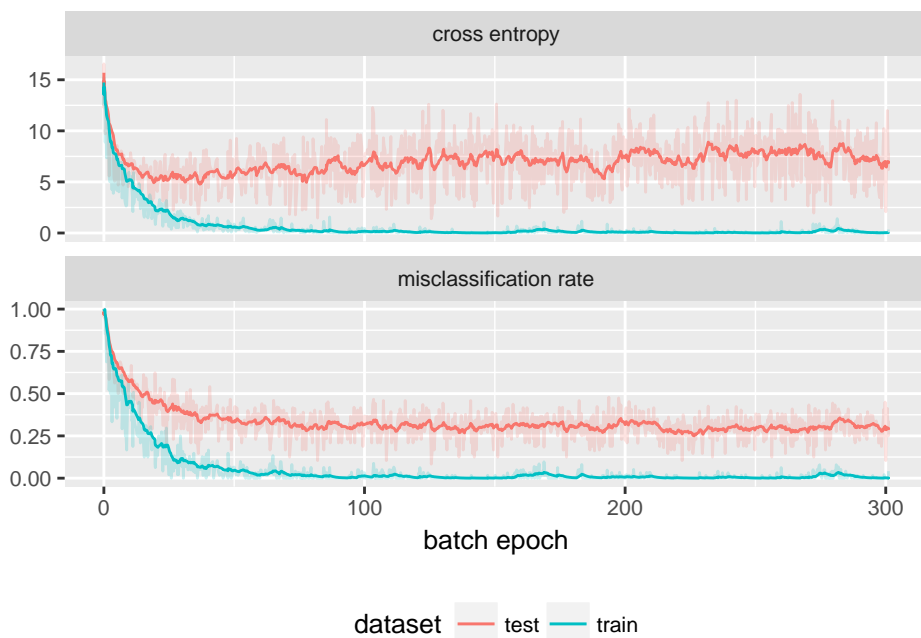 cross entropy
15
10
5
0
misclassification rate
1.00
0.75
0.50
0.25
0.00
0 100 200 300
batch epoch
dataset test train